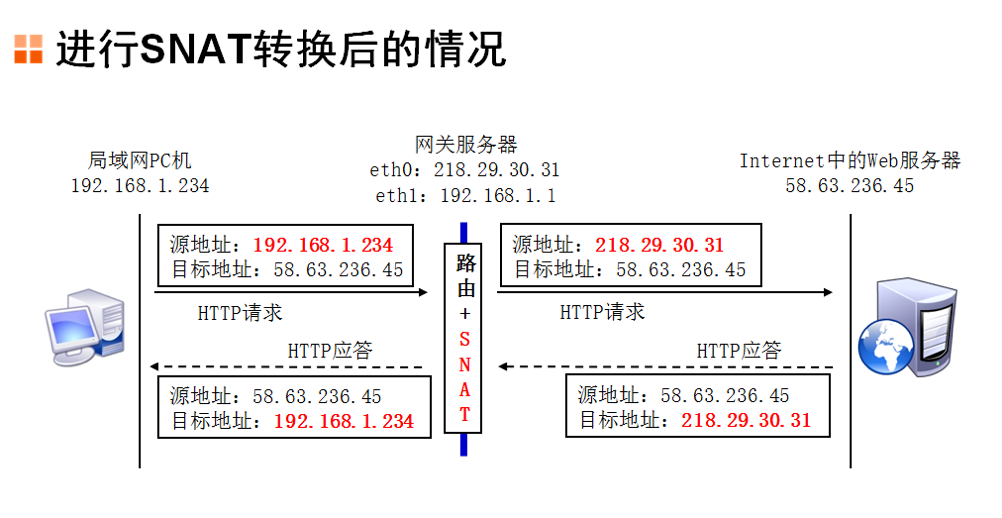 进行SNAT转换后的情况
局域网PC机
192.168.1.234
网关服务器
eth0：218.29.30.31
eth1：192.168.1.1
Internet中的Web服务器
58.63.236.45
源地址：192.168.1.234
目标地址：58.63.236.45
HTTP请求
路由+SNAT
源地址：218.29.30.31
目标地址：58.63.236.45
HTTP请求
HTTP应答
源地址：58.63.236.45
目标地址：192.168.1.234
HTTP应答
源地址：58.63.236.45
目标地址：218.29.30.31